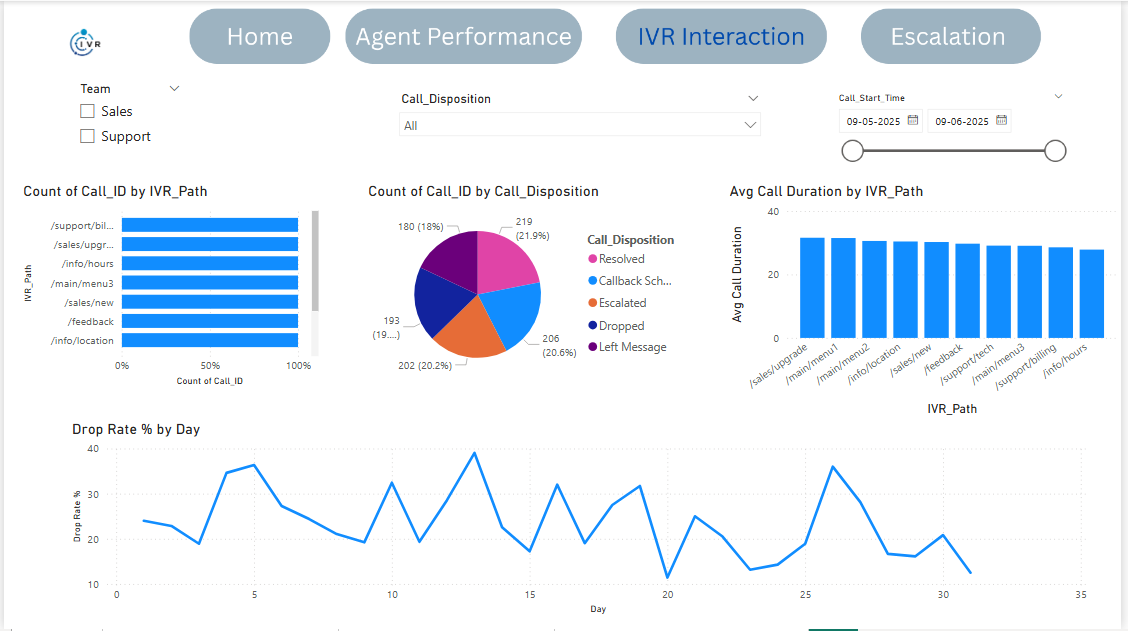 IVR
Home
Agent Performance
IVR Interaction
Escalation
Team
Sales
Support
Call_Disposition
All
Call_Start_Time
09-05-2025
09-06-2025
Count of Call_ID by IVR_Path
IVR_Path
/support/bil...
/sales/upgr...
/info/hours
/main/menu3
/sales/new
/feedback
/info/location
0%
50%
100%
Count of Call_ID
Count of Call_ID by Call_Disposition
180 (18%)
219
(21.9%)
193
(19....)
206
(20.6%)
202 (20.2%)
Call_Disposition
Resolved
Callback Sch...
Escalated
Dropped
Left Message
Avg Call Duration by IVR_Path
Avg Call Duration
40
20
0
/sales/upgrade
/main/menu1
/main/menu2
/info/location
/sales/new
/feedback
/support/tech
/main/menu3
/support/billing
/info/hours
IVR_Path
Drop Rate % by Day
Drop Rate %
40
30
20
10
0
5
10
15
20
25
30
35
Day